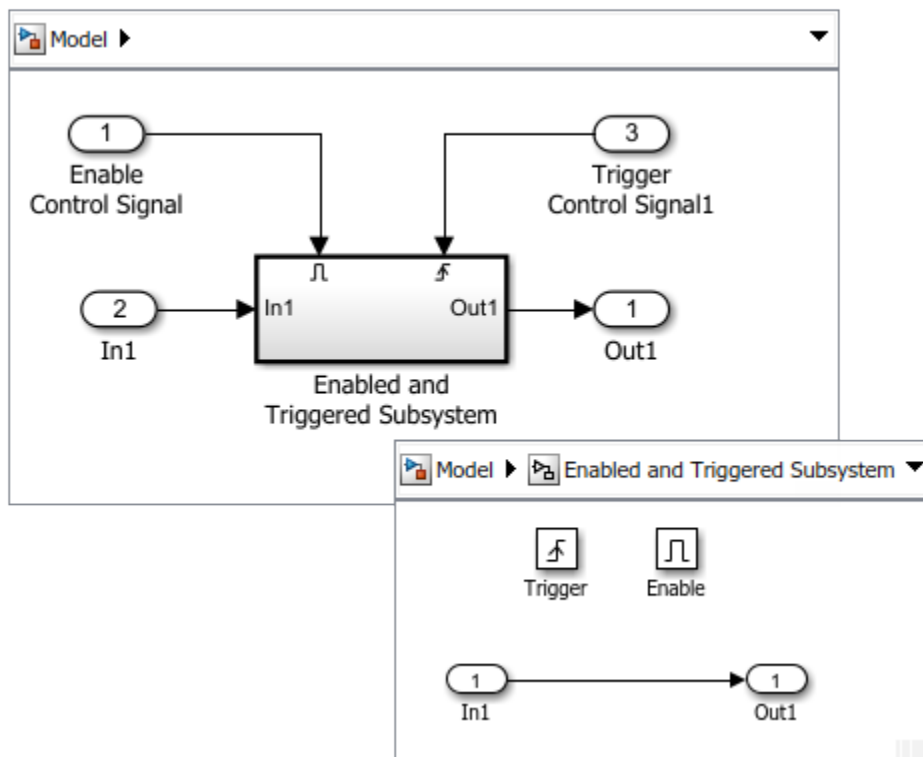 Model
1
3
Enable
Control Signal
Trigger
Control Signal1
2
In1
Out1
1
In1
Out1
Enabled and
Triggered Subsystem
Model Enabled and Triggered Subsystem
Trigger
Enable
1
1
In1
Out1